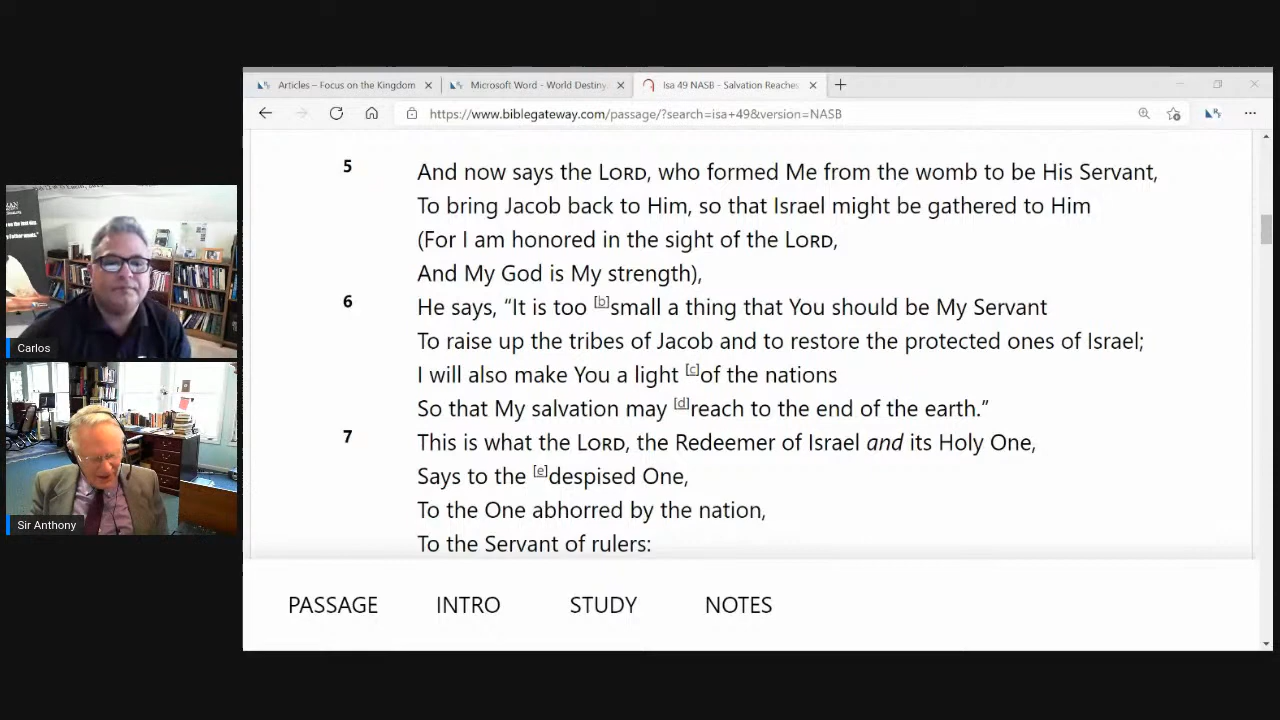 Articles – Focus on the Kingdom
Microsoft Word - World Destiny.
Isa 49 NASB - Salvation Reaches
https://www.biblegateway.com/passage/?search=isa+49&version=NASB
5 And now says the LORD, who formed Me from the womb to be His Servant,
To bring Jacob back to Him, so that Israel might be gathered to Him
(For I am honored in the sight of the LORD,
And My God is My strength),
6 He says, “It is too [b]small a thing that You should be My Servant
To raise up the tribes of Jacob and to restore the protected ones of Israel;
I will also make You a light [c]of the nations
So that My salvation may [d]reach to the end of the earth.”
7 This is what the LORD, the Redeemer of Israel and its Holy One,
Says to the [e]despised One,
To the One abhorred by the nation,
To the Servant of rulers:
PASSAGE INTRO STUDY NOTES
Carlos
Sir Anthony